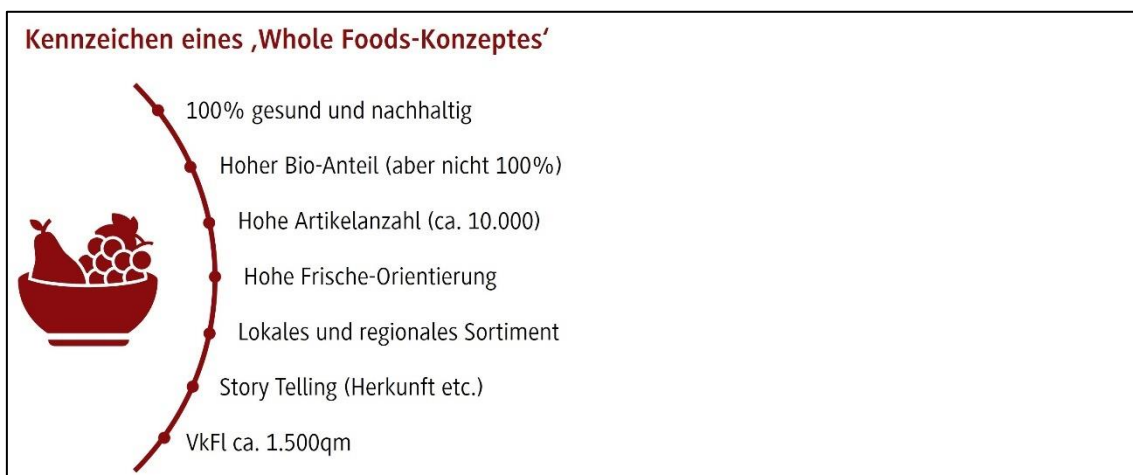 Kennzeichen eines ‚Whole Foods-Konzeptes‘
100% gesund und nachhaltig
Hoher Bio-Anteil (aber nicht 100%)
Hohe Artikelanzahl (ca. 10.000)
Hohe Frische-Orientierung
Lokales und regionales Sortiment
Story Telling (Herkunft etc.)
VkFl ca. 1.500qm